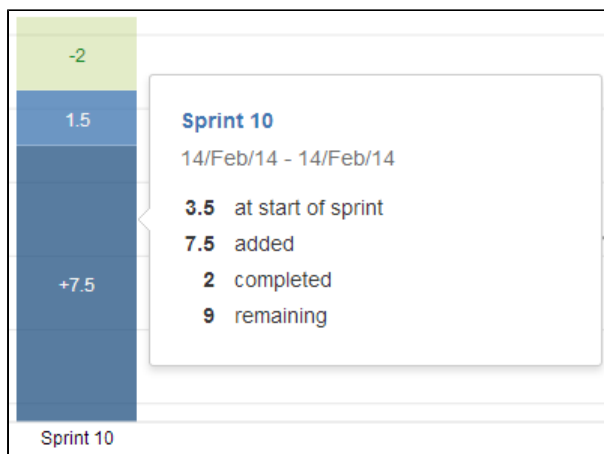 -2
1.5
+7.5
Sprint 10
Sprint 10
14/Feb/14 - 14/Feb/14
3.5 at start of sprint
7.5 added
2 completed
9 remaining